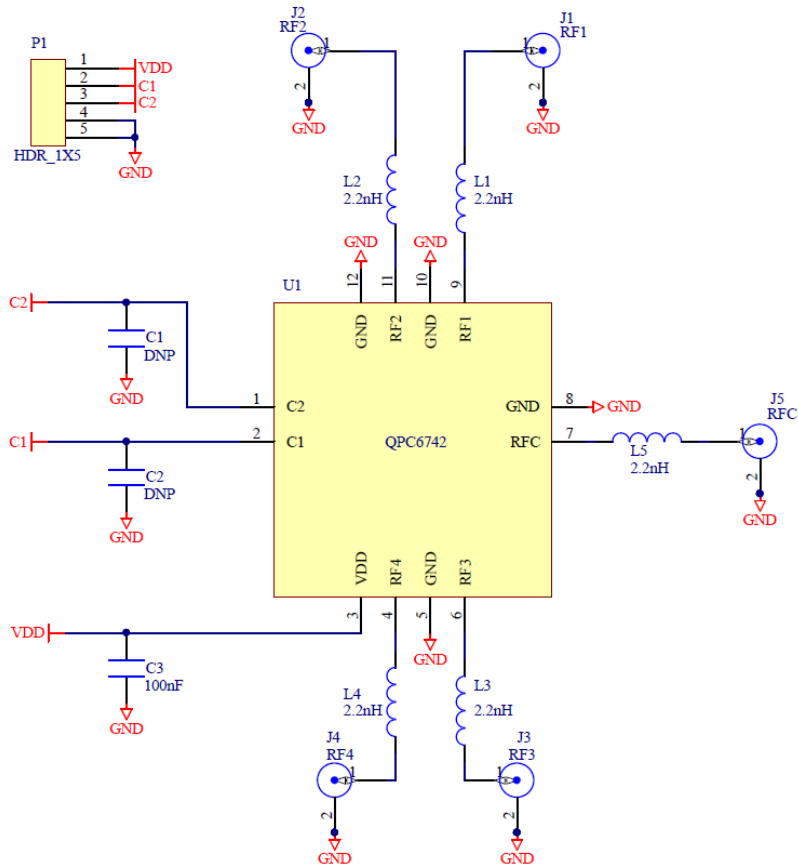 P1
1
VDD
2
C1
3
C2
4
5
HDR_1X5
GND
J2
RF2
1
2
GND
J1
RF1
1
2
GND
L2
2.2nH
L1
2.2nH
GND
GND
U1
12
11
10
9
GND
RF2
GND
RF1
C2
C1
DNP
GND
1
C2
C1
2
C1
C2
DNP
GND
QPC6742
GND
8
GND
RFC
7
L5
2.2nH
J5
RFC
1
2
GND
VDD
RF4
GND
RF3
3
4
5
6
GND
VDD
C3
100nF
GND
L4
2.2nH
L3
2.2nH
J4
RF4
1
2
GND
J3
RF3
1
2
GND